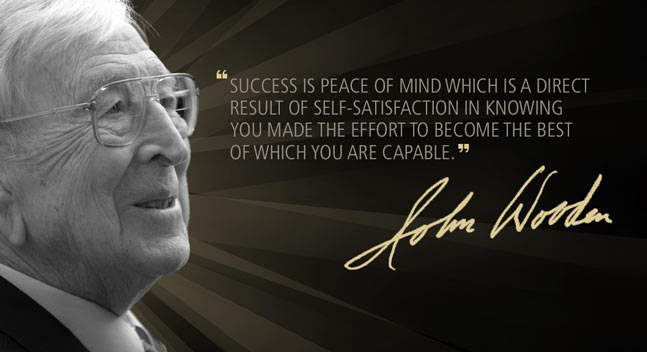 “SUCCESS IS PEACE OF MIND WHICH IS A DIRECT
RESULT OF SELF-SATISFACTION IN KNOWING
YOU MADE THE EFFORT TO BECOME THE BEST
OF WHICH YOU ARE CAPABLE.”
John Wooden